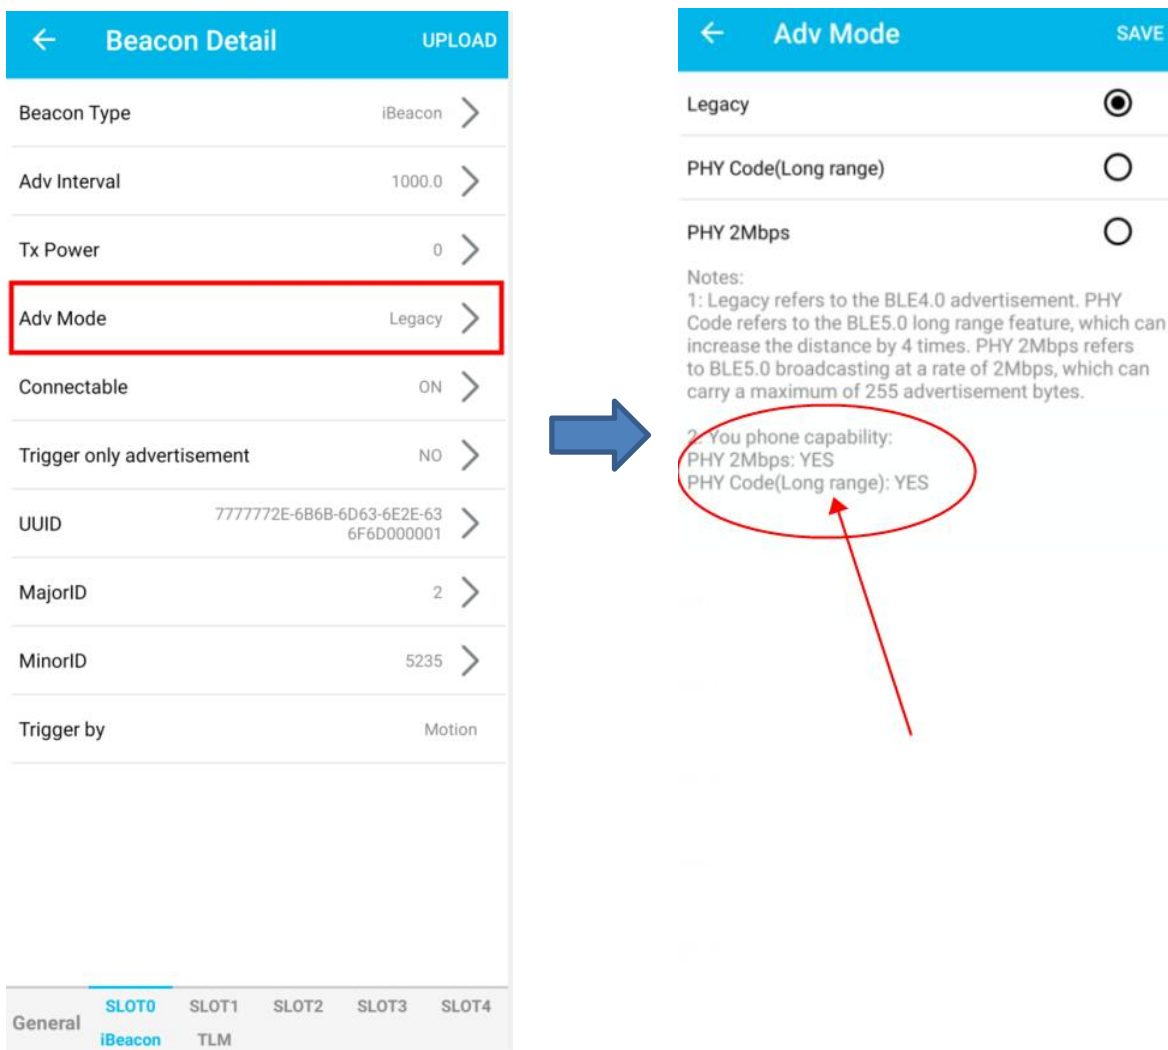 Beacon Detail UPLOAD
Beacon Type iBeacon
Adv Interval 1000.0
Tx Power 0
Adv Mode Legacy
Connectable ON
Trigger only advertisement NO
UUID 7777772E-6B6B-6D63-6E2E-63
6F6D000001
MajorID 2
MinorID 5235
Trigger by Motion
General SLOT0 SLOT1 SLOT2 SLOT3 SLOT4
iBeacon TLM
Adv Mode SAVE
Legacy
PHY Code(Long range)
PHY 2Mbps
Notes:
1: Legacy refers to the BLE4.0 advertisement. PHY
Code refers to the BLE5.0 long range feature, which can
increase the distance by 4 times. PHY 2Mbps refers
to BLE5.0 broadcasting at a rate of 2Mbps, which can
carry a maximum of 255 advertisement bytes.
2: You phone capability:
PHY 2Mbps: YES
PHY Code(Long range): YES